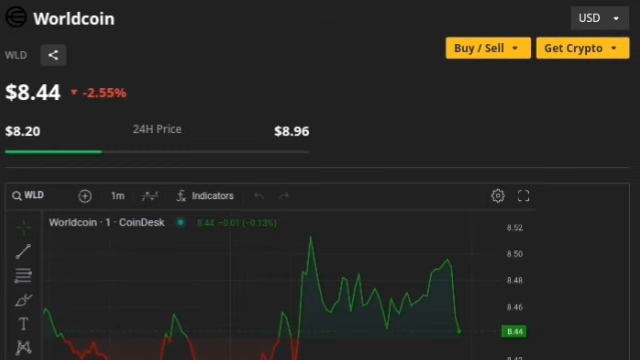 Worldcoin
USD
WLD
Buy / Sell
Get Crypto
$8.44 -2.55%
$8.20 24H Price $8.96
WLD 1m Indicators
Worldcoin · 1 · CoinDesk 8.44 −0.01 (−0.13%)
8.52
8.50
8.48
8.46
8.44